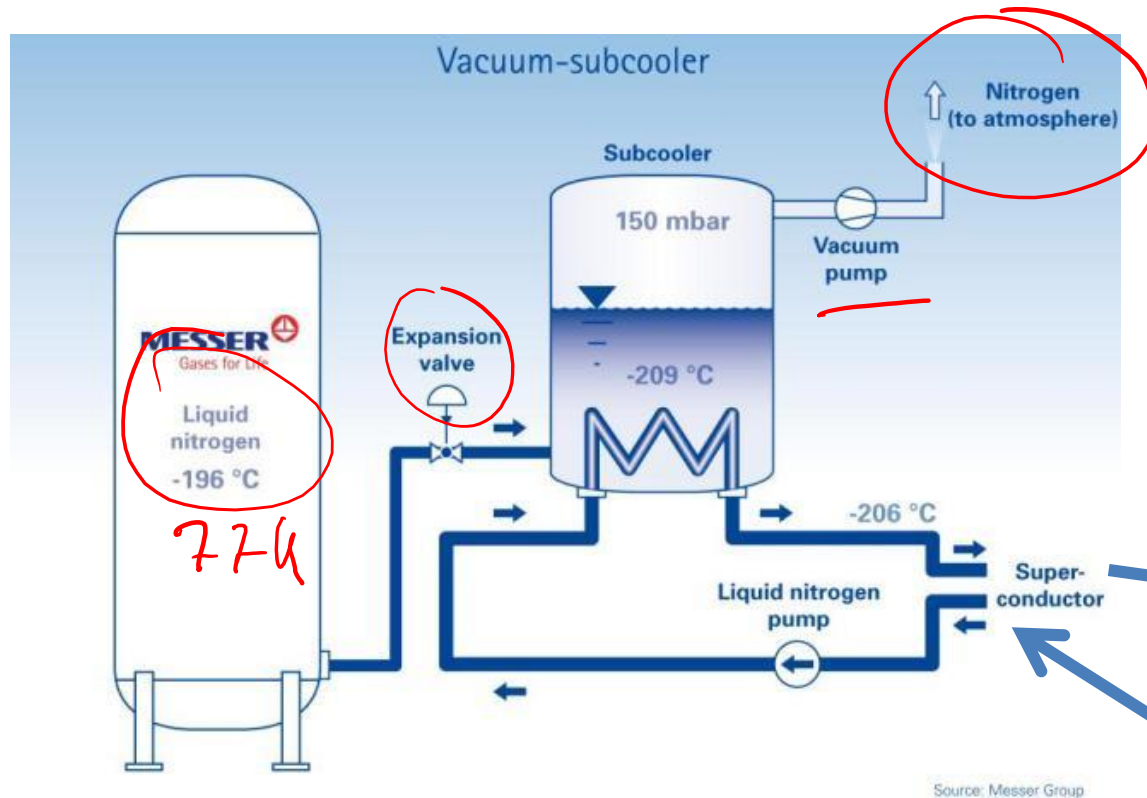 Vacuum-subcooler
Nitrogen
(to atmosphere)
Subcooler
150 mbar
Vacuum
pump
MESSER
Gases for Life
Expansion
valve
-209 °C
Liquid
nitrogen
-196 °C
77K
-206 °C
Liquid nitrogen
pump
Super-
conductor
Source: Messer Group